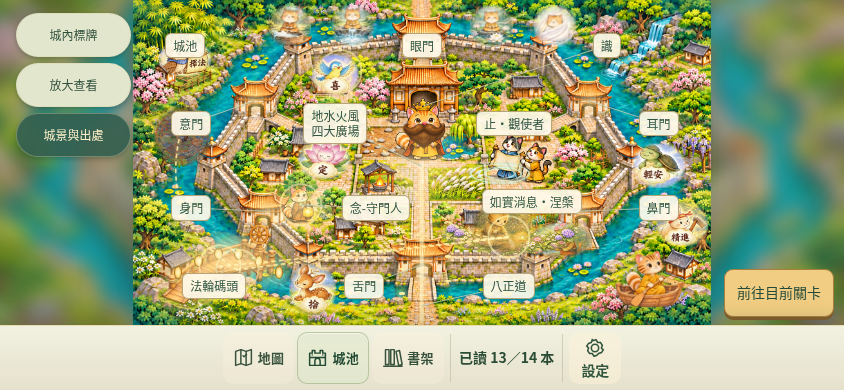 城內標牌
放大查看
城景與出處
城池
眼門
識
擇法
喜
地水火風
四大廣場
止・觀使者
意門
耳門
定
輕安
身門
念-守門人
如實消息・涅槃
鼻門
精進
法輪碼頭
捨
舌門
八正道
前往目前關卡
地圖
城池
書架
已讀 13／14 本
設定